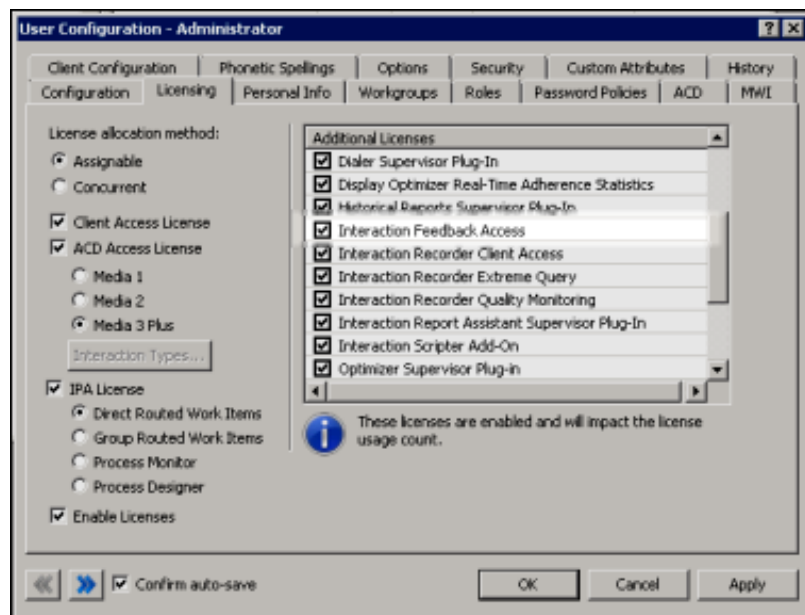 User Configuration - Administrator
Client Configuration Phonetic Spellings Options Security Custom Attributes History
Configuration Licensing Personal Info Workgroups Roles Password Policies ACD MWI
License allocation method:
Assignable
Concurrent
Client Access License
ACD Access License
Media 1
Media 2
Media 3 Plus
Interaction Types...
IPA License
Direct Routed Work Items
Group Routed Work Items
Process Monitor
Process Designer
Enable Licenses
Additional Licenses
Dialer Supervisor Plug-In
Display Optimizer Real-Time Adherence Statistics
Historical Reports Supervisor Plug-In
Interaction Feedback Access
Interaction Recorder Client Access
Interaction Recorder Extreme Query
Interaction Recorder Quality Monitoring
Interaction Report Assistant Supervisor Plug-In
Interaction Scripter Add-On
Optimizer Supervisor Plug-in
These licenses are enabled and will impact the license
usage count.
Confirm auto-save OK Cancel Apply